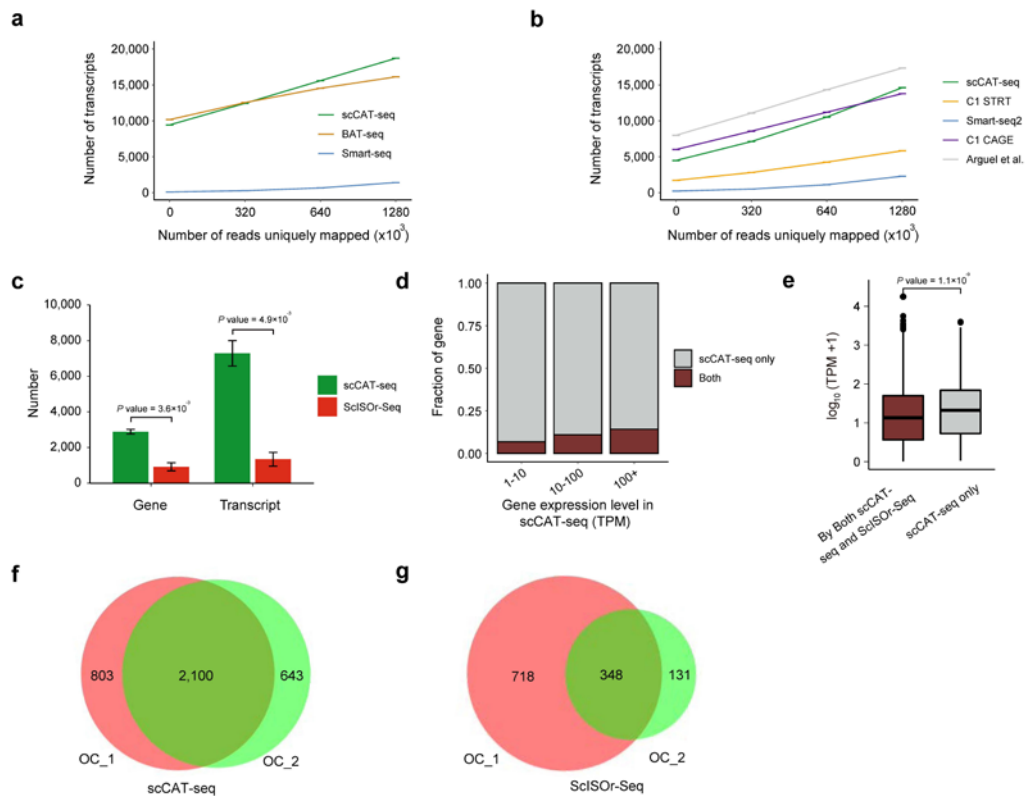 a
20,000
15,000
10,000
5,000
0
Number of transcripts
scCAT-seq
BAT-seq
Smart-seq
0 320 640 1280
Number of reads uniquely mapped (x10³)
b
20,000
15,000
10,000
5,000
0
Number of transcripts
scCAT-seq
C1 STRT
Smart-seq2
C1 CAGE
Arguel et al.
0 320 640 1280
Number of reads uniquely mapped (x10³)
c
10,000
8,000
6,000
4,000
2,000
0
Number
P value = 3.6×10
P value = 4.9×10
scCAT-seq
ScISOr-Seq
Gene Transcript
d
1.00
0.75
0.50
0.25
0.00
Fraction of gene
scCAT-seq only
Both
1-10 10-100 100+
Gene expression level in
scCAT-seq (TPM)
e
P value = 1.1×10
4
3
2
1
0
log₁₀ (TPM +1)
By Both scCAT-
seq and ScISOr-Seq
scCAT-seq only
f
803 2,100 643
OC_1 OC_2
scCAT-seq
g
718 348 131
OC_1 OC_2
ScISOr-Seq